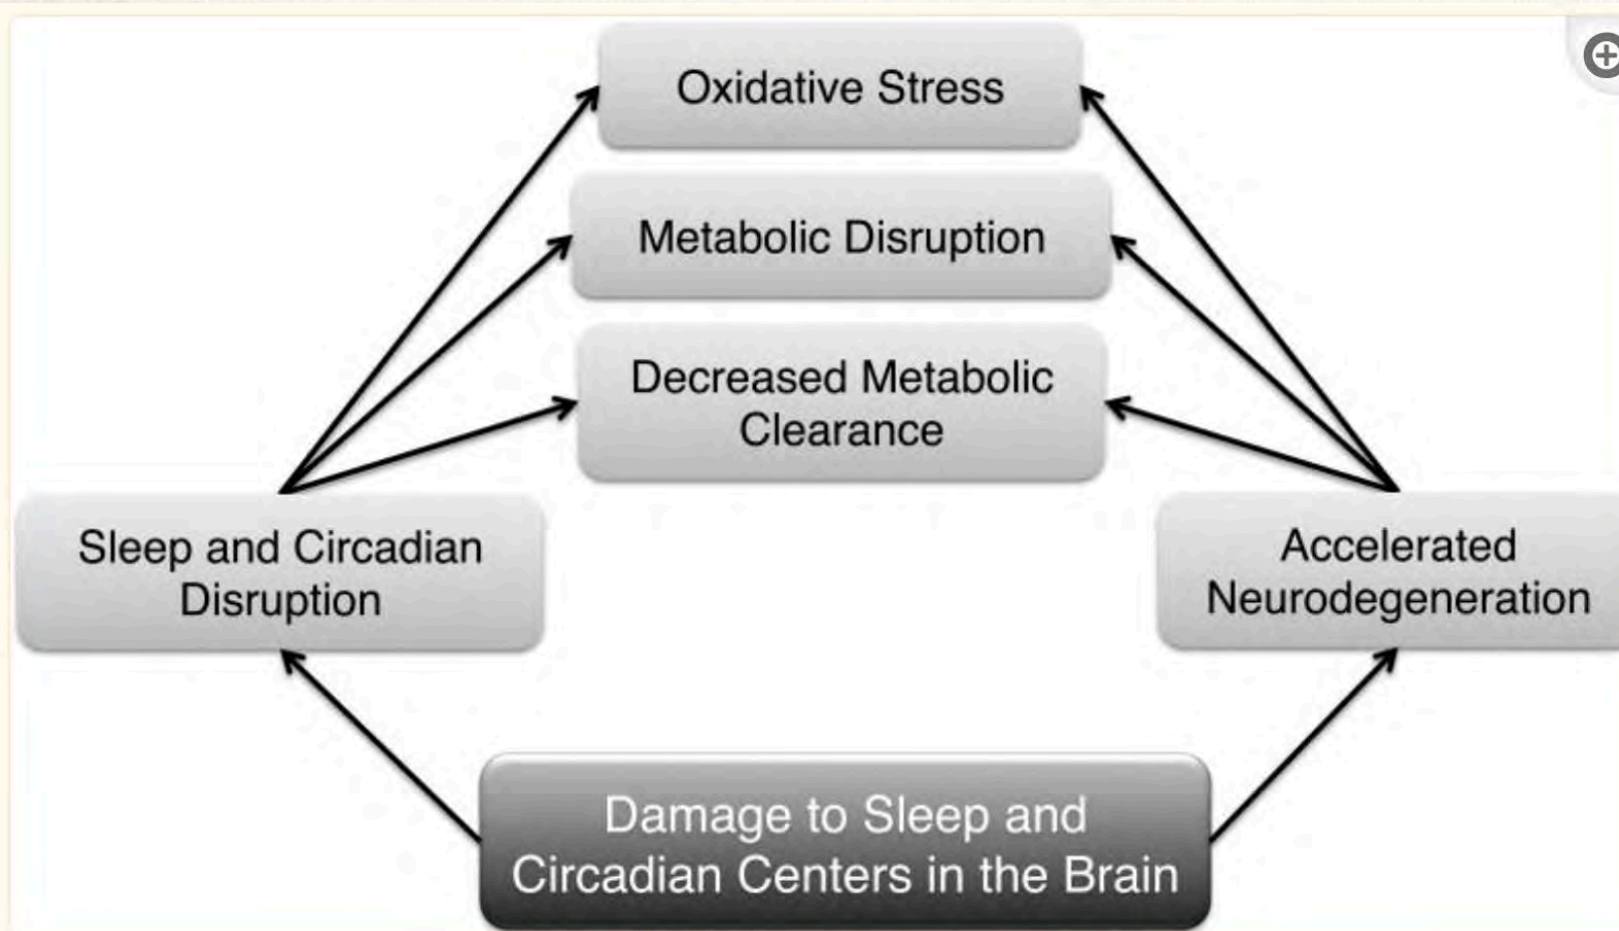 Oxidative Stress
Metabolic Disruption
Decreased Metabolic
Clearance
Sleep and Circadian
Disruption
Accelerated
Neurodegeneration
Damage to Sleep and
Circadian Centers in the Brain